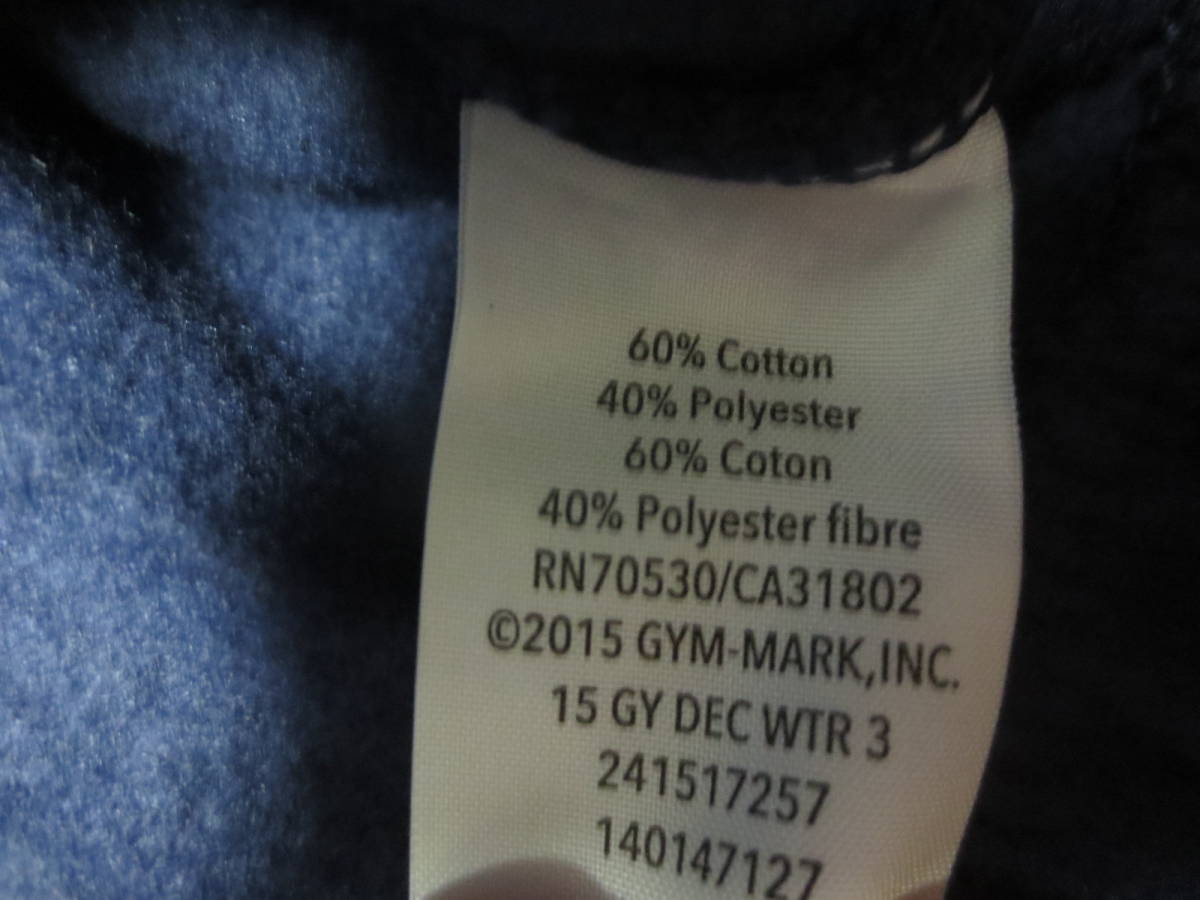 60% Cotton
40% Polyester
60% Coton
40% Polyester fibre
RN70530/CA31802
©2015 GYM-MARK,INC.
15 GY DEC WTR 3
241517257
140147127